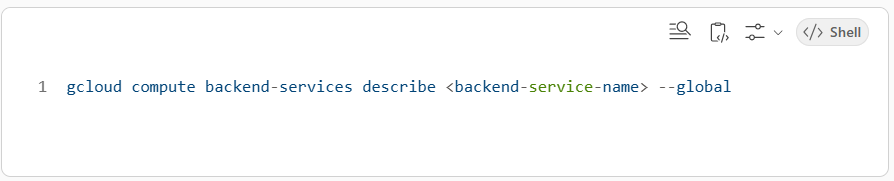 </> Shell
1 gcloud compute backend-services describe <backend-service-name> --global